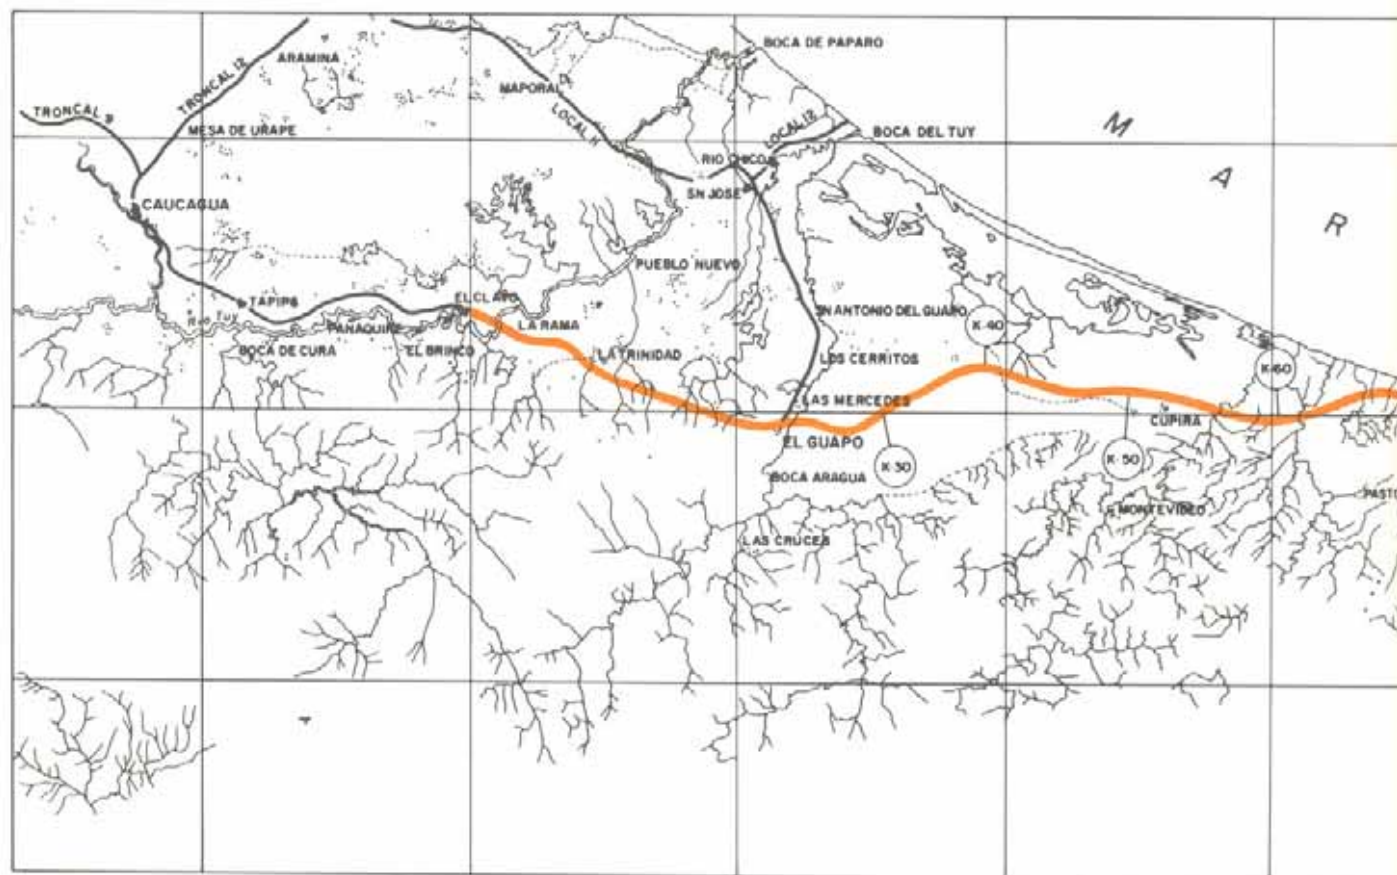 BOCA DE PAPARO
ARAMINA
TRONCAL 12
MAPORAL
TRONCAL 9
MESA DE URAPE
LOCAL 11
LOCAL 12
BOCA DEL TUY
M
A
R
RIO CHICO
SN JOSE
CAUCAGUA
PUEBLO NUEVO
TAPIPE
EL CLAVO
Rio Tuy
PANAQUIRE
LA RAMA
SN ANTONIO DEL GUAPO
K-40
BOCA DE CURA
EL BRINCO
LA TRINIDAD
LOS CERRITOS
K-60
LAS MERCEDES
CUPIRA
EL GUAPO
K-30
K-50
BOCA ARAGUA
MONTEVIDEO
LAS CRUCES